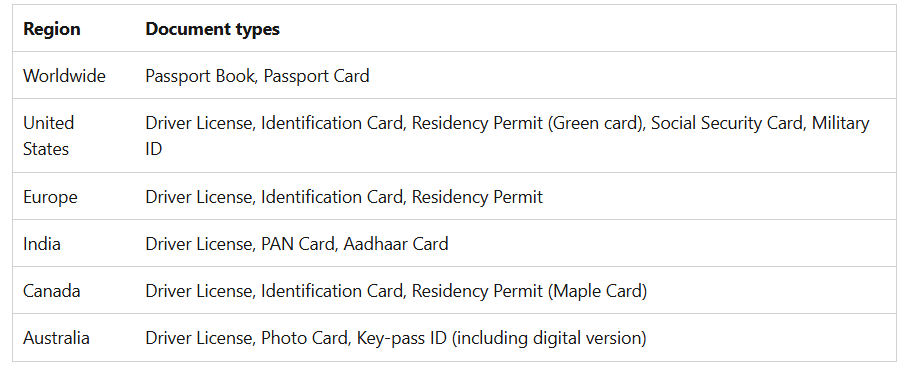 Region Document types
Worldwide Passport Book, Passport Card
United Driver License, Identification Card, Residency Permit (Green card), Social Security Card, Military
States ID
Europe Driver License, Identification Card, Residency Permit
India Driver License, PAN Card, Aadhaar Card
Canada Driver License, Identification Card, Residency Permit (Maple Card)
Australia Driver License, Photo Card, Key-pass ID (including digital version)